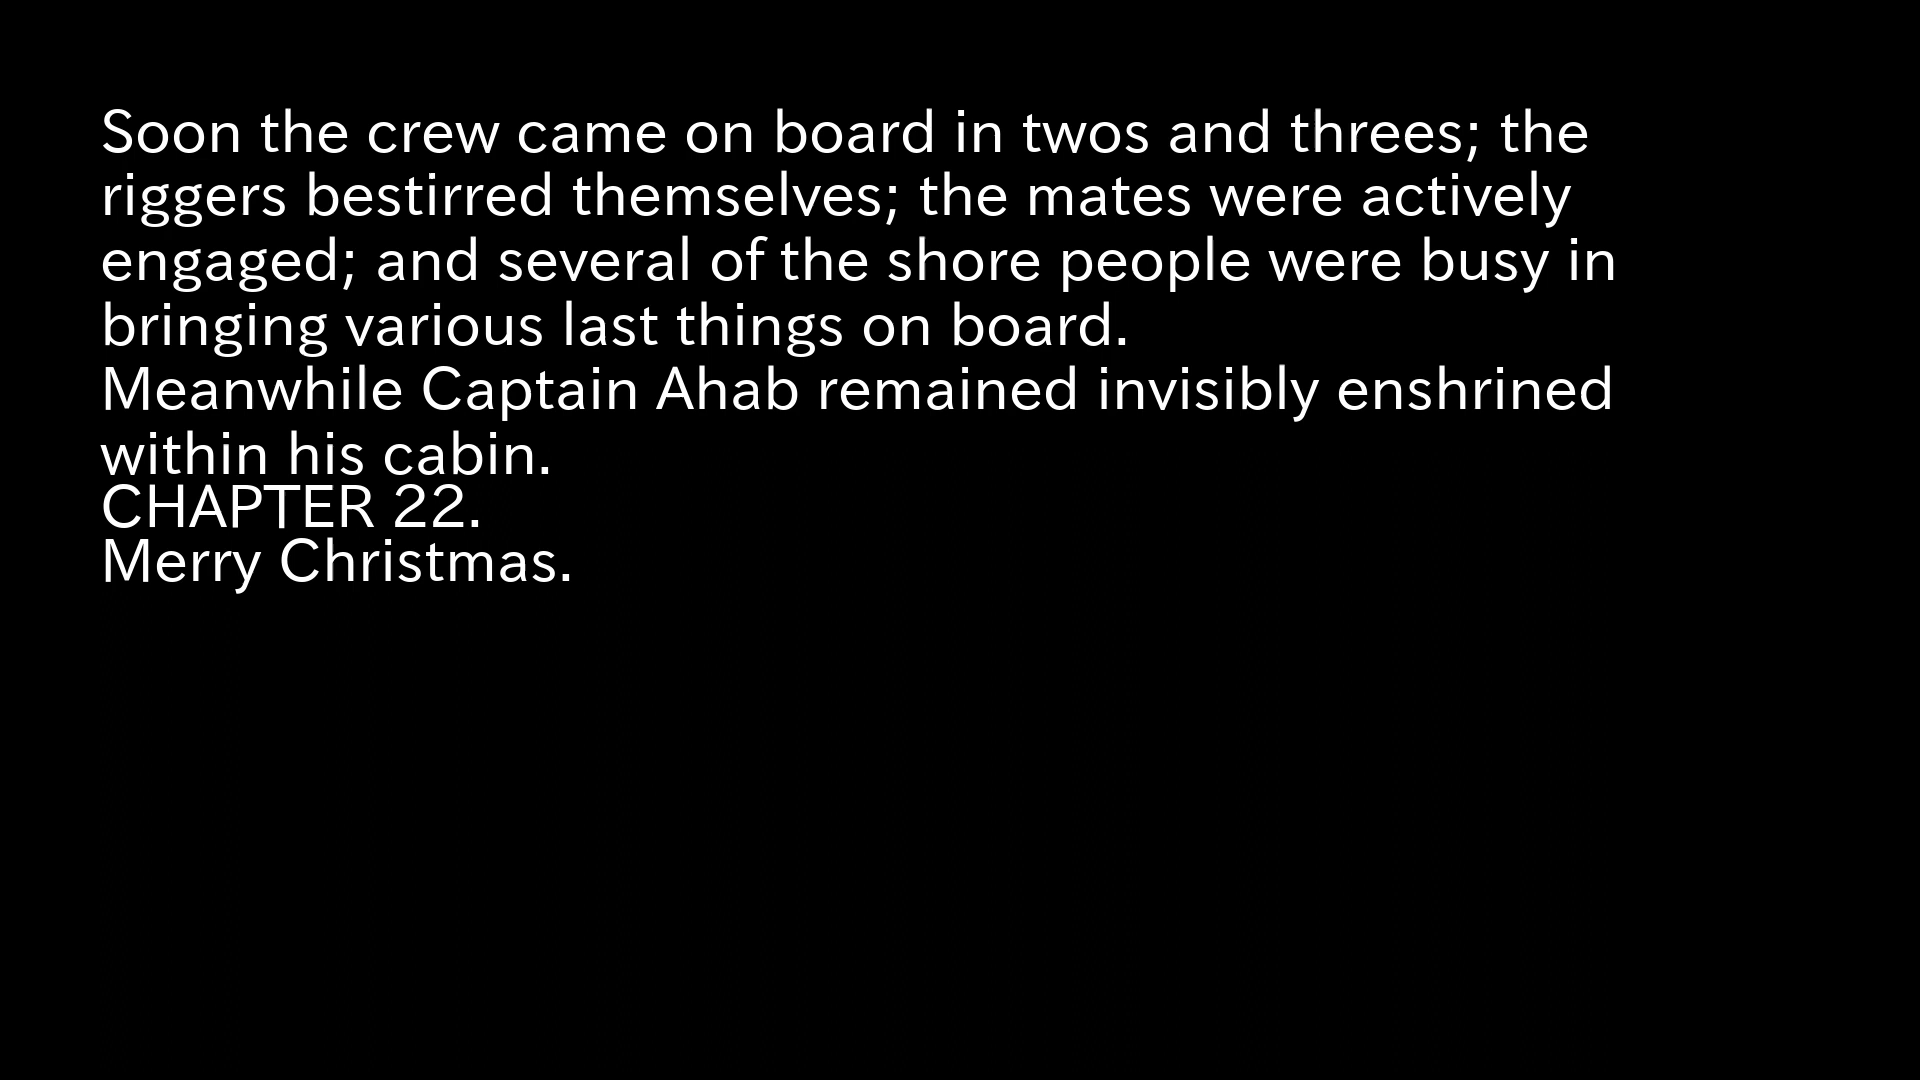 Soon the crew came on board in twos and threes; the
riggers bestirred themselves; the mates were actively
engaged; and several of the shore people were busy in
bringing various last things on board.
Meanwhile Captain Ahab remained invisibly enshrined
within his cabin.
CHAPTER 22.
Merry Christmas.